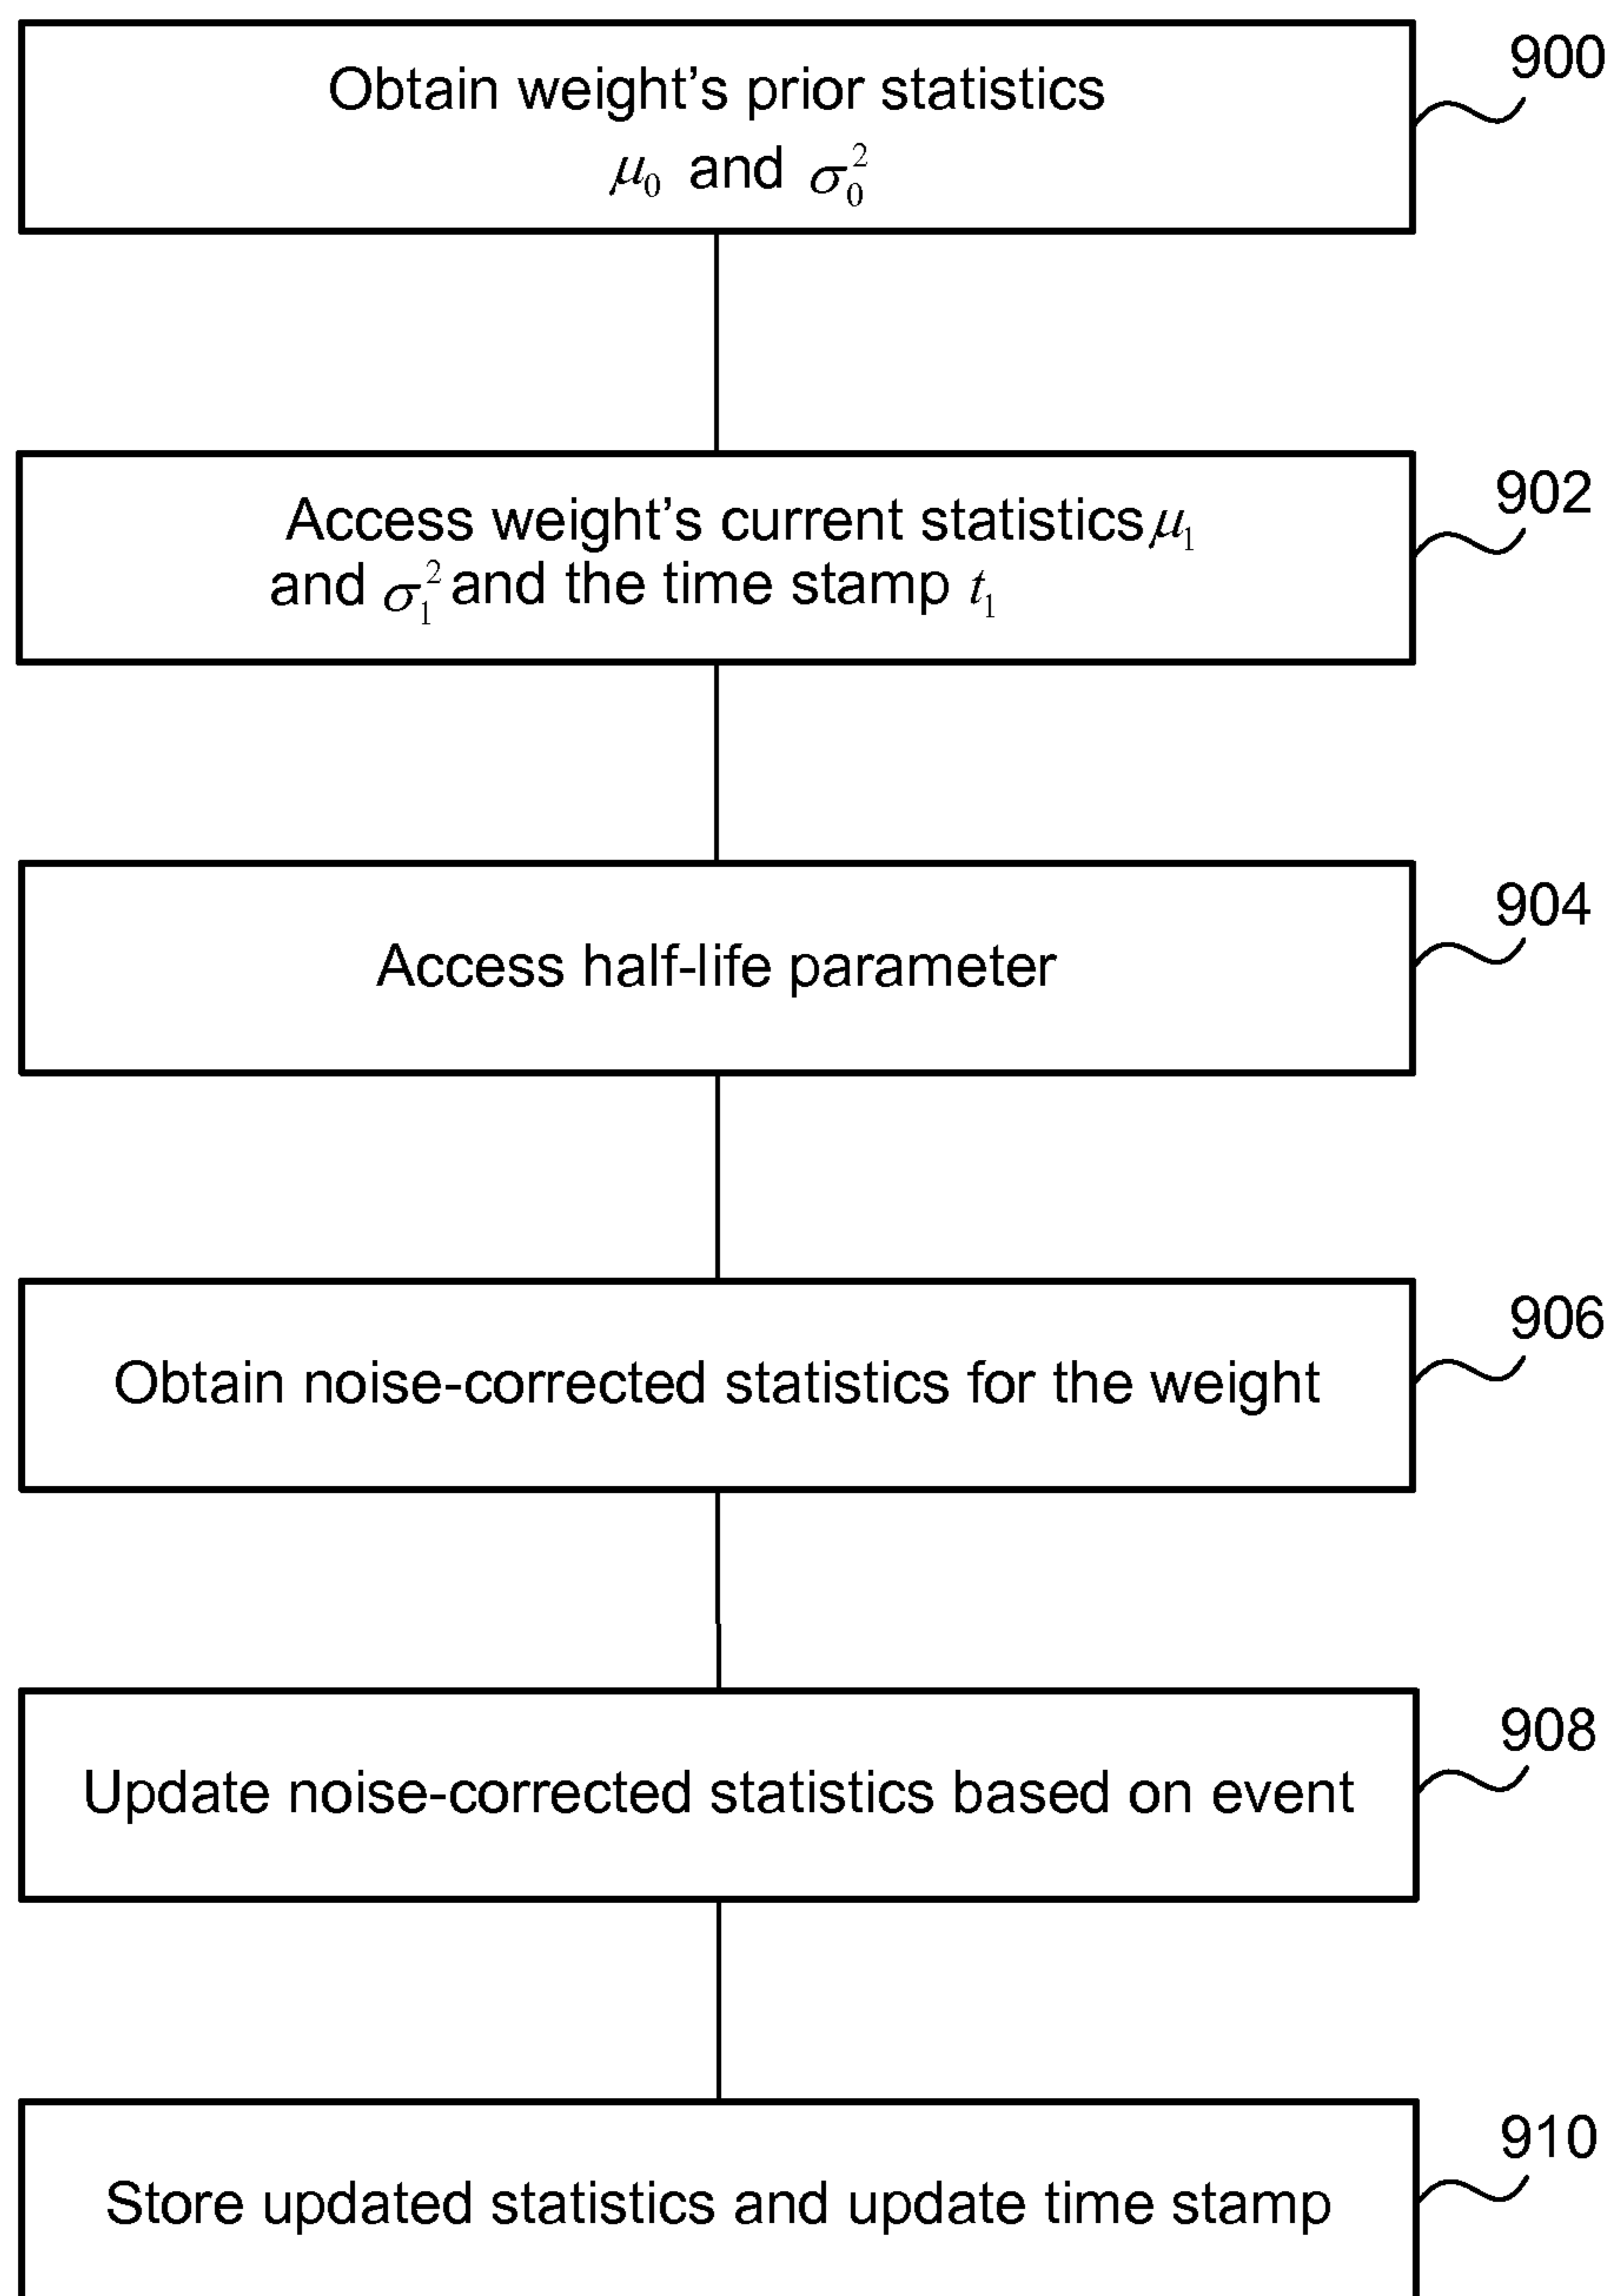 Obtain weight's prior statistics
μ₀ and σ₀²
900
Access weight's current statistics μ₁
and σ₁² and the time stamp t₁
902
Access half-life parameter
904
Obtain noise-corrected statistics for the weight
906
Update noise-corrected statistics based on event
908
Store updated statistics and update time stamp
910